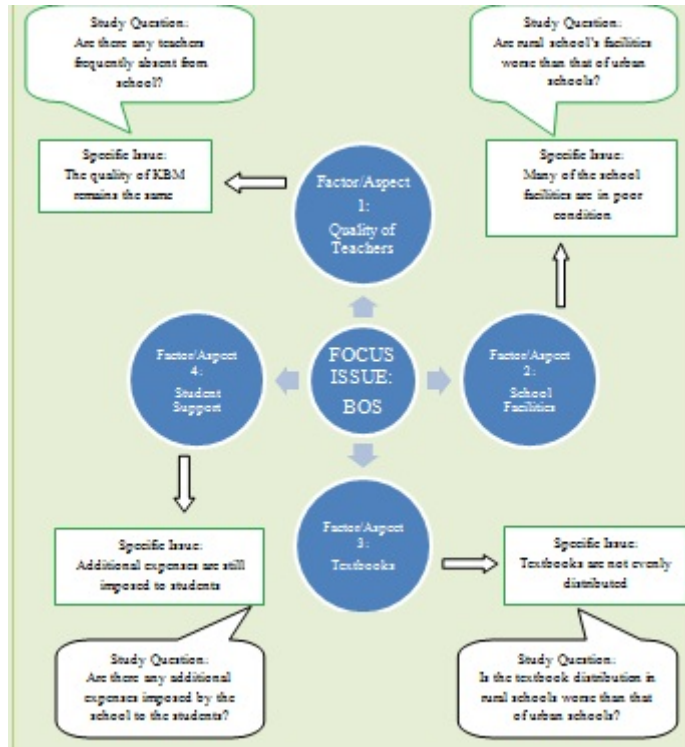 Study Question:
Are there any teachers
frequently absent from
school?
Study Question:
Are rural school's facilities
worse than that of urban
schools?
Specific Issue:
The quality of KBM
remains the same
Specific Issue:
Many of the school
facilities are in poor
condition
Factor/Aspect
1:
Quality of
Teachers
Factor/Aspect
4:
Student
Support
FOCUS
ISSUE:
BOS
Factor/Aspect
2:
School
Facilities
Factor/Aspect
3:
Textbooks
Specific Issue:
Additional expenses are still
imposed to students
Specific Issue:
Textbooks are not evenly
distributed
Study Question:
Are there any additional
expenses imposed by the
school to the students?
Study Question:
Is the textbook distribution in
rural schools worse than that
of urban schools?